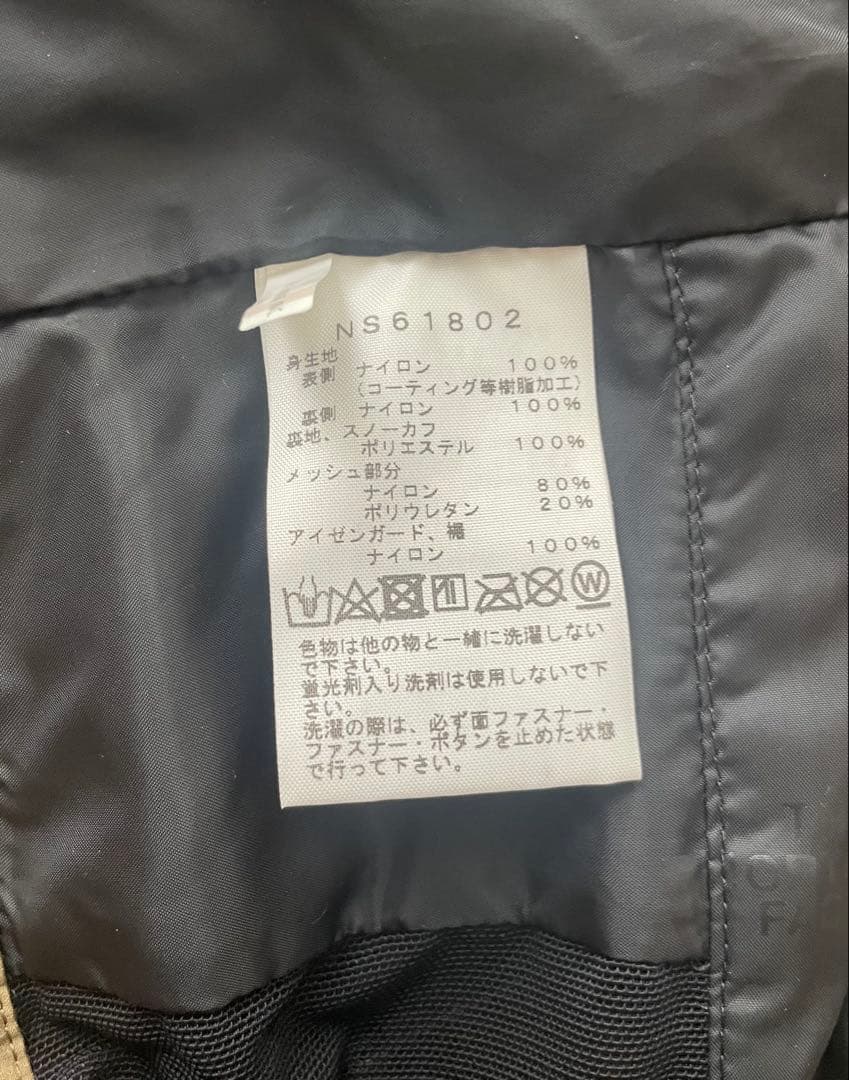 NS61802
身生地
表側 ナイロン 100%
(コーティング等樹脂加工)
裏側 ナイロン 100%
裏地、スノーカフ
ポリエステル 100%
メッシュ部分
ナイロン 80%
ポリウレタン 20%
アイゼンガード、襠
ナイロン 100%
W
色物は他の物と一緒に洗濯しない
で下さい。
蛍光剤入り洗剤は使用しないで下
さい。
洗濯の際は、必ず面ファスナー・
ファスナー・ボタンを止めた状態
で行って下さい。
T
FA